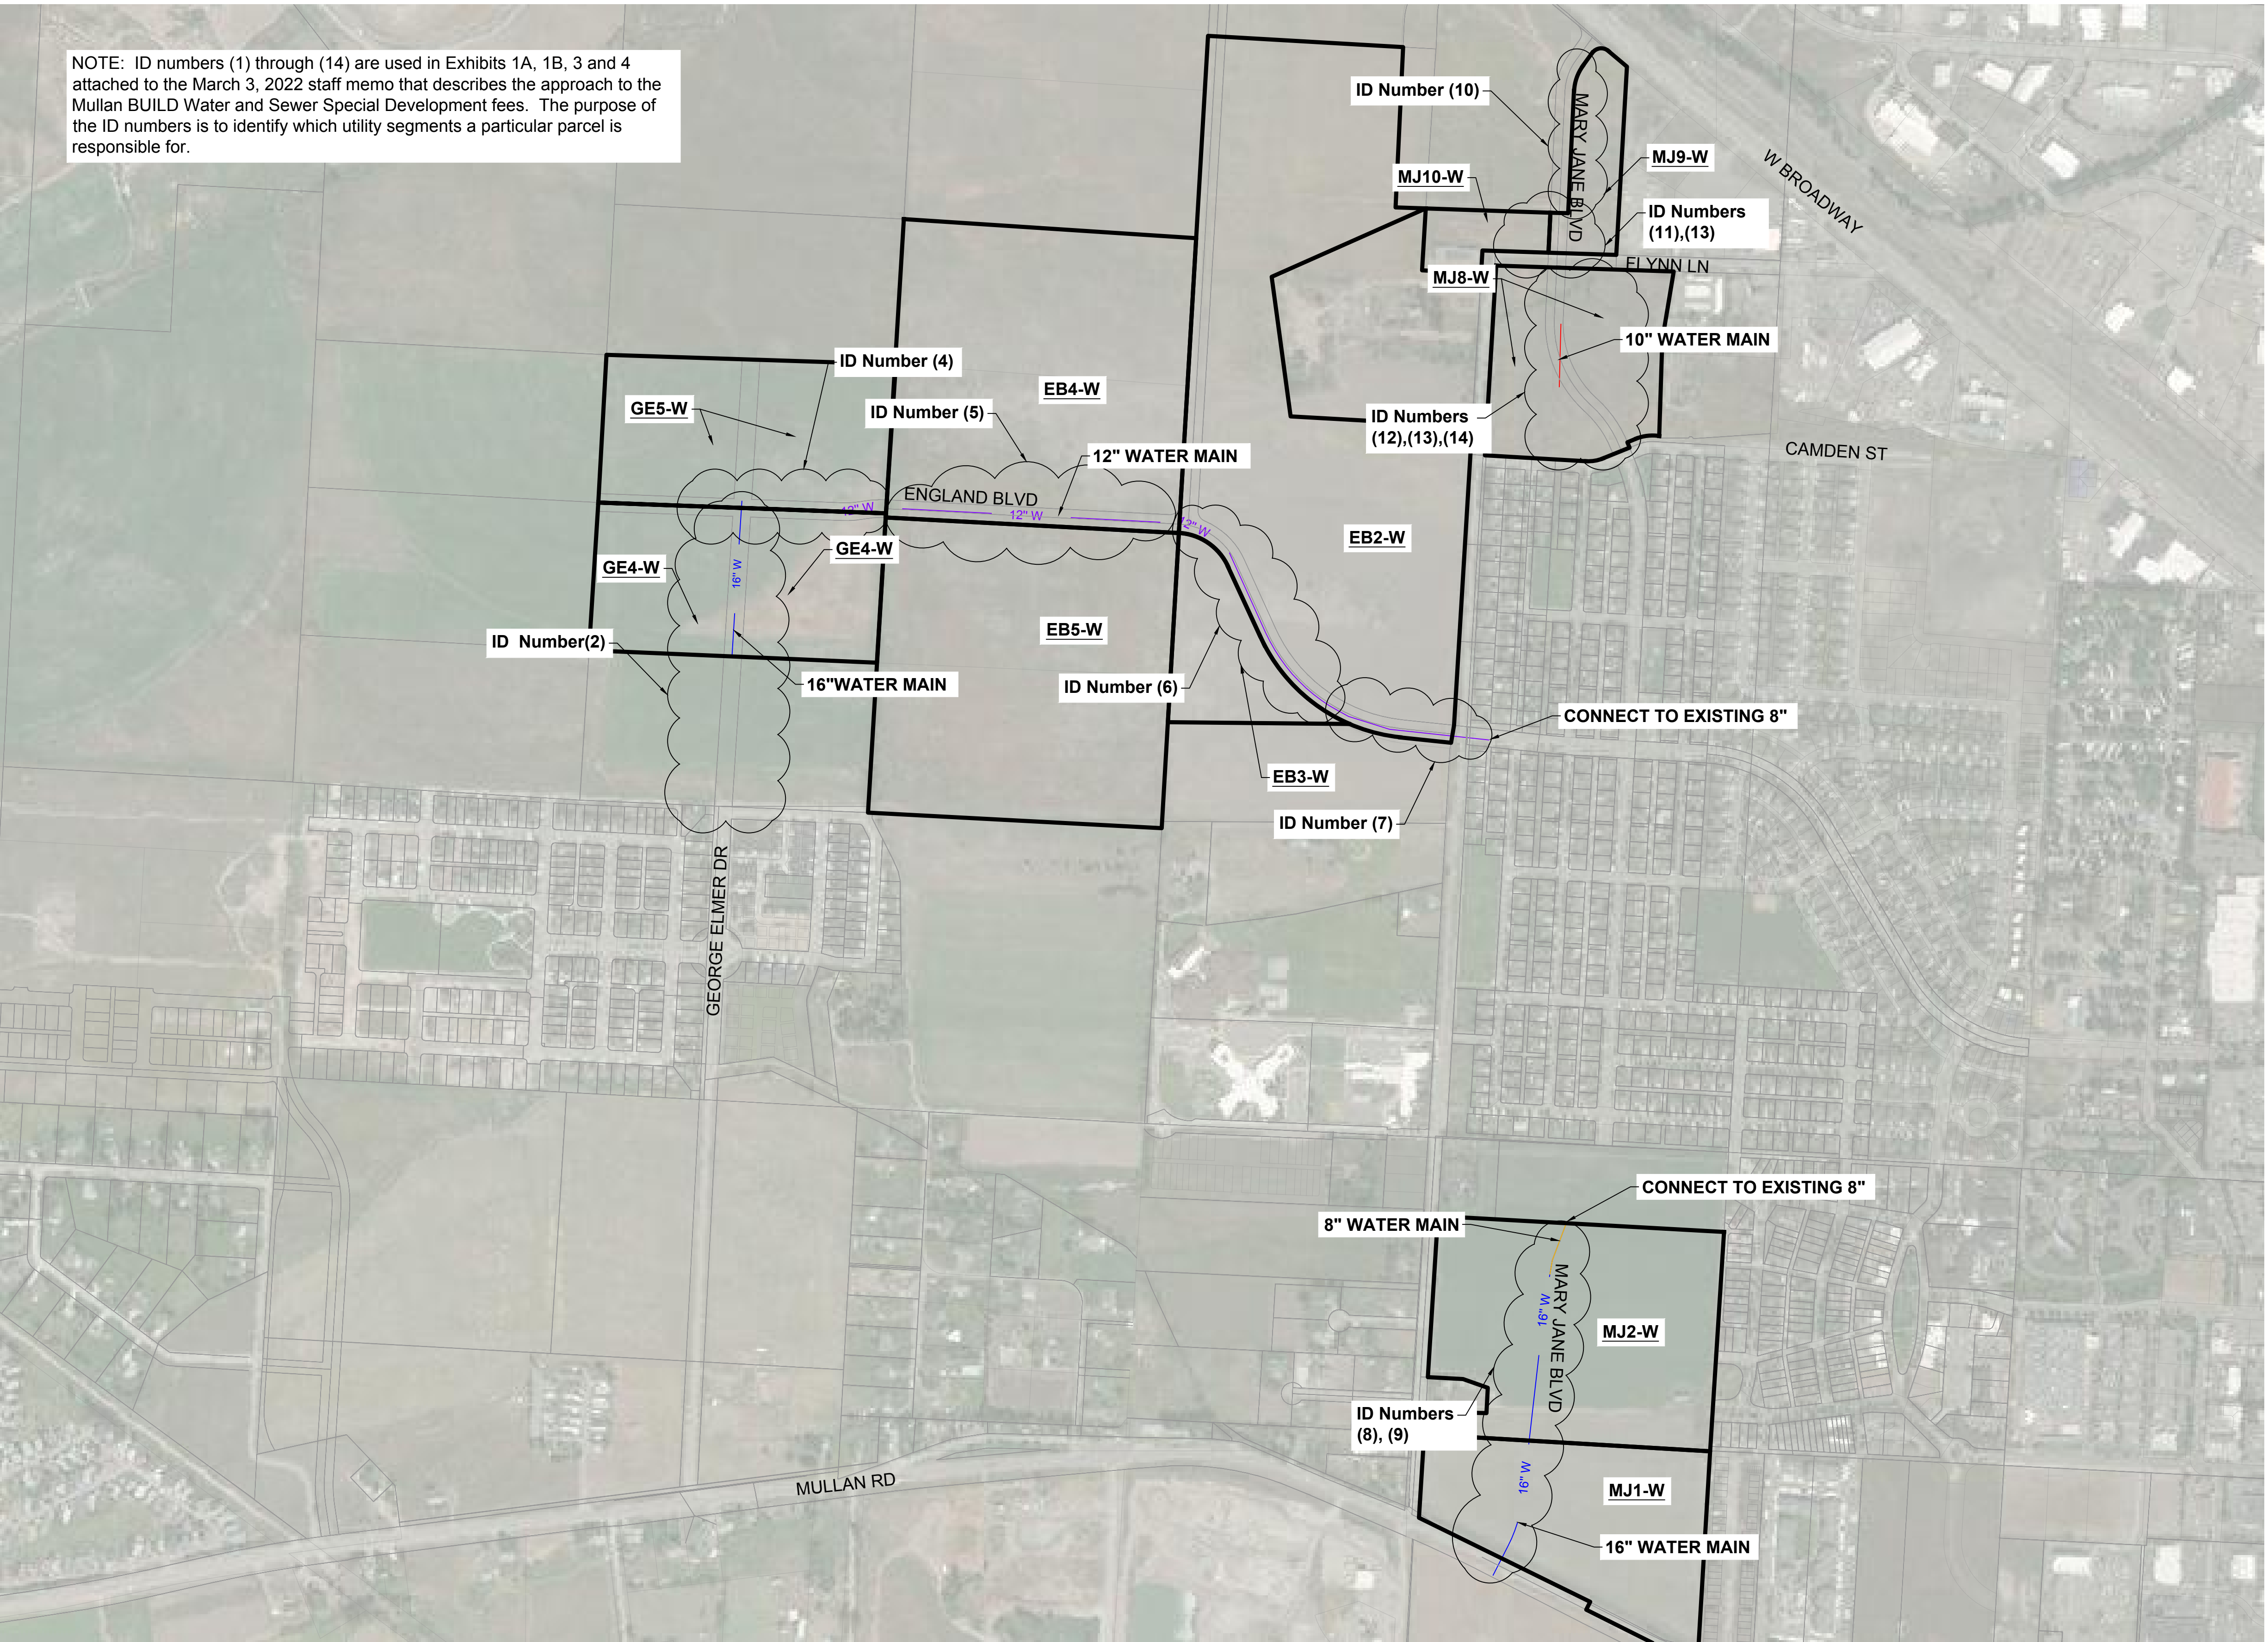 NOTE:  ID numbers (1) through (14) are used in Exhibits 1A, 1B, 3 and 4
attached to the March 3, 2022 staff memo that describes the approach to the
Mullan BUILD Water and Sewer Special Development fees.  The purpose of
the ID numbers is to identify which utility segments a particular parcel is
responsible for.
ID Number (10)
MARY JANE BLVD
MJ9-W
W BROADWAY
MJ10-W
ID Numbers
(11),(13)
FLYNN LN
MJ8-W
10" WATER MAIN
ID Number (4)
EB4-W
GE5-W
ID Number (5)
ID Numbers
(12),(13),(14)
CAMDEN ST
12" WATER MAIN
ENGLAND BLVD
12" W
12" W
12" W
EB2-W
GE4-W
GE4-W
16" W
EB5-W
ID  Number(2)
16"WATER MAIN
ID Number (6)
CONNECT TO EXISTING 8"
EB3-W
ID Number (7)
GEORGE ELMER DR
CONNECT TO EXISTING 8"
8" WATER MAIN
MARY JANE BLVD
16" W
MJ2-W
ID Numbers
(8), (9)
MULLAN RD
16" W
MJ1-W
16" WATER MAIN